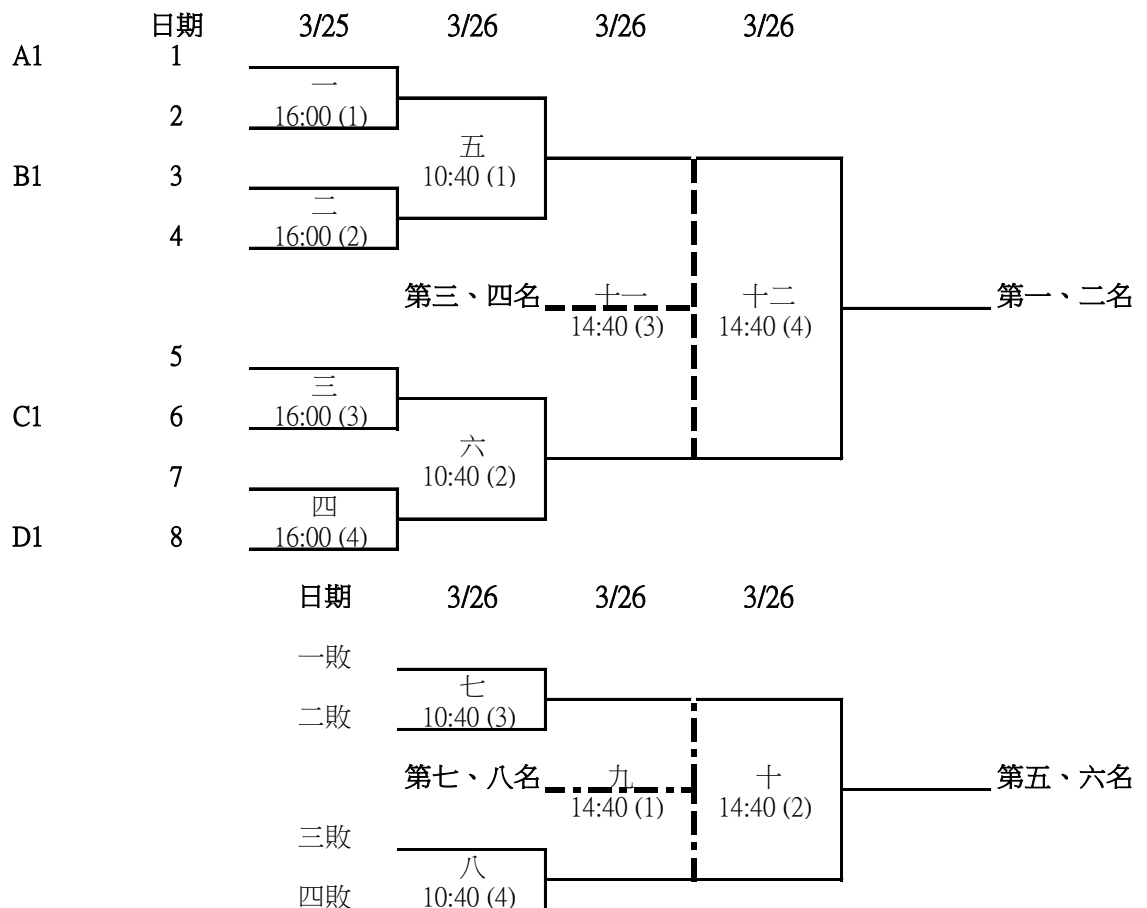 日期 3/25 3/26 3/26 3/26
A1 1
一
2 16:00 (1)
五
B1 3 10:40 (1)
二
4 16:00 (2)
第三、四名 十一 十二 第一、二名
14:40 (3) 14:40 (4)
5
三
C1 6 16:00 (3)
六
7 10:40 (2)
四
D1 8 16:00 (4)
日期 3/26 3/26 3/26
一敗
七
二敗 10:40 (3)
第七、八名 九 十 第五、六名
14:40 (1) 14:40 (2)
三敗
八
四敗 10:40 (4)